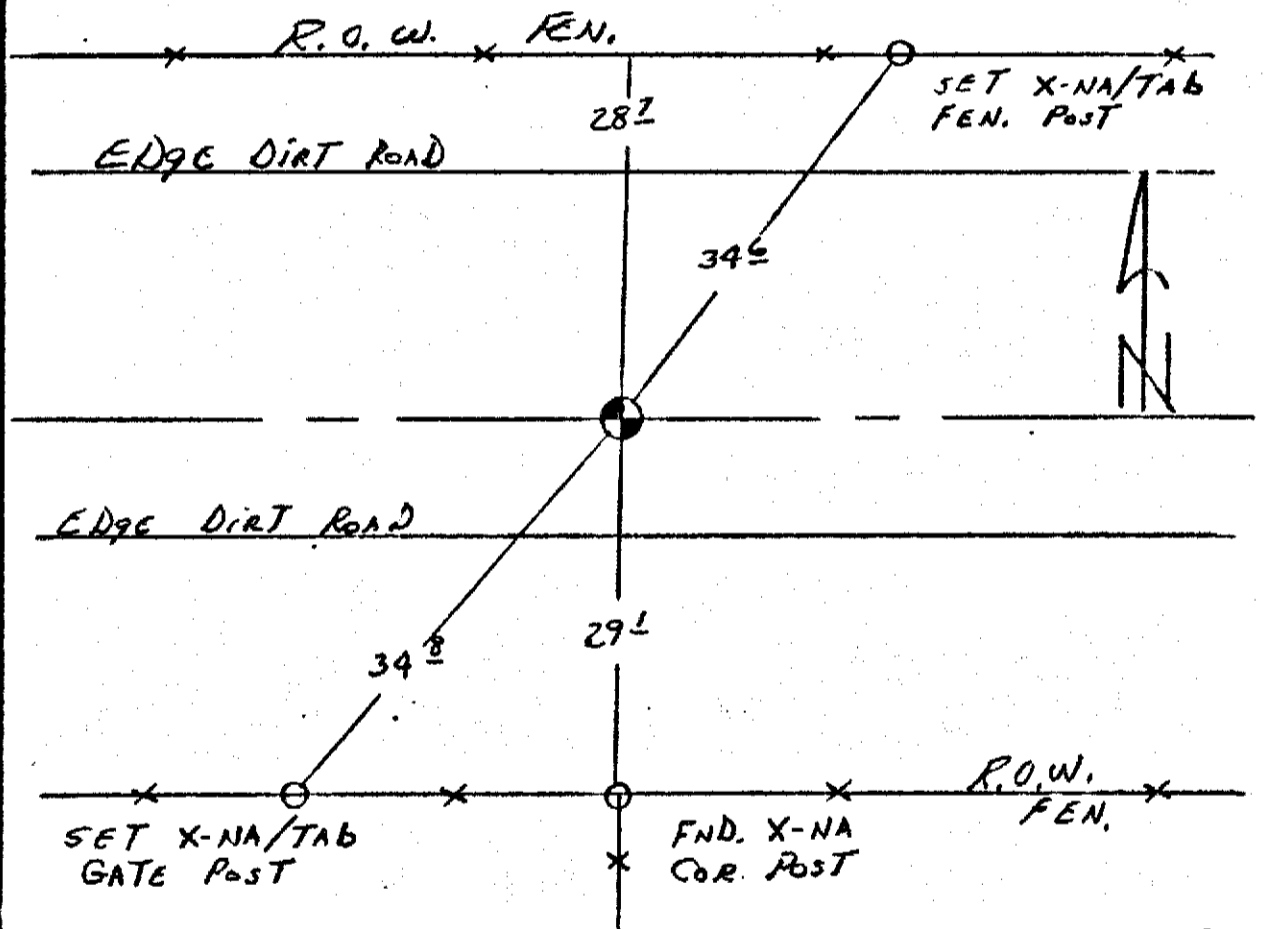 R.O.W. FEN.
SET X-NA/TAB
FEN. POST
28 7
EDGE DIRT ROAD
34 6
N
EDGE DIRT ROAD
29 1
34 8
R.O.W.
FEN.
SET X-NA/TAB
GATE POST
FND. X-NA
COR. POST